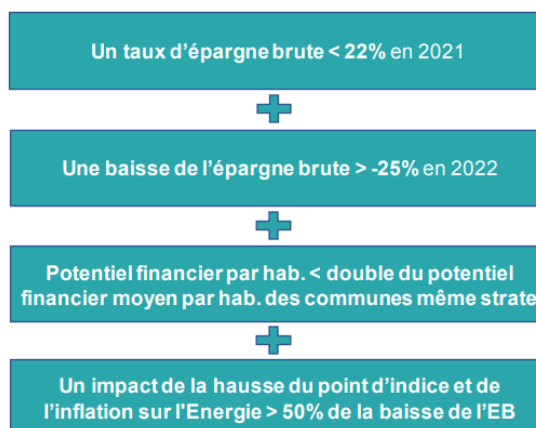 Un taux d'épargne brute < 22% en 2021
+
Une baisse de l'épargne brute > -25% en 2022
+
Potentiel financier par hab. < double du potentiel
financier moyen par hab. des communes même strate
+
Un impact de la hausse du point d'indice et de
l'inflation sur l'Energie > 50% de la baisse de l'EB